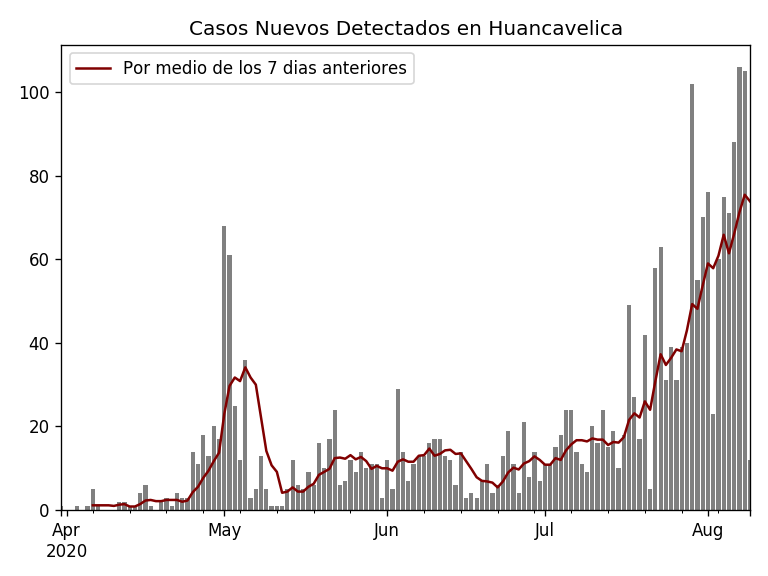 Casos Nuevos Detectados en Huancavelica
Por medio de los 7 dias anteriores
100
80
60
40
20
0
Apr May Jun Jul Aug
2020